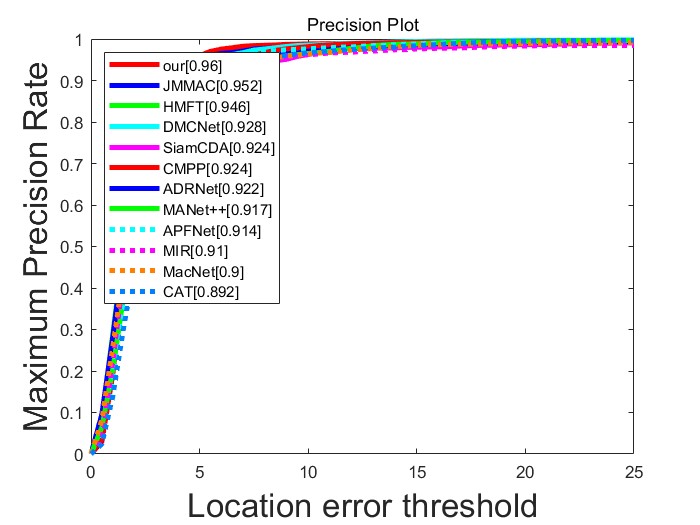 Precision Plot
Maximum Precision Rate
1
0.9
0.8
0.7
0.6
0.5
0.4
0.3
0.2
0.1
0
our[0.96]
JMMAC[0.952]
HMFT[0.946]
DMCNet[0.928]
SiamCDA[0.924]
CMPP[0.924]
ADRNet[0.922]
MANet++[0.917]
APFNet[0.914]
MIR[0.91]
MacNet[0.9]
CAT[0.892]
0 5 10 15 20 25
Location error threshold